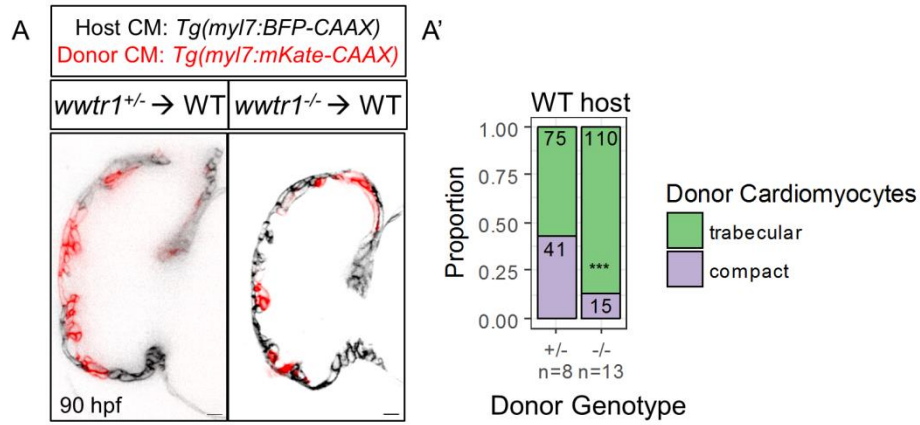 A
Host CM: Tg(myl7:BFP-CAAX)
Donor CM: Tg(myl7:mKate-CAAX)
wwtr1+/- → WT
wwtr1-/- → WT
90 hpf
A'
WT host
Proportion
1.00
0.75
0.50
0.25
0.00
75
110
41
***
15
+/-
-/-
n=8
n=13
Donor Genotype
Donor Cardiomyocytes
trabecular
compact